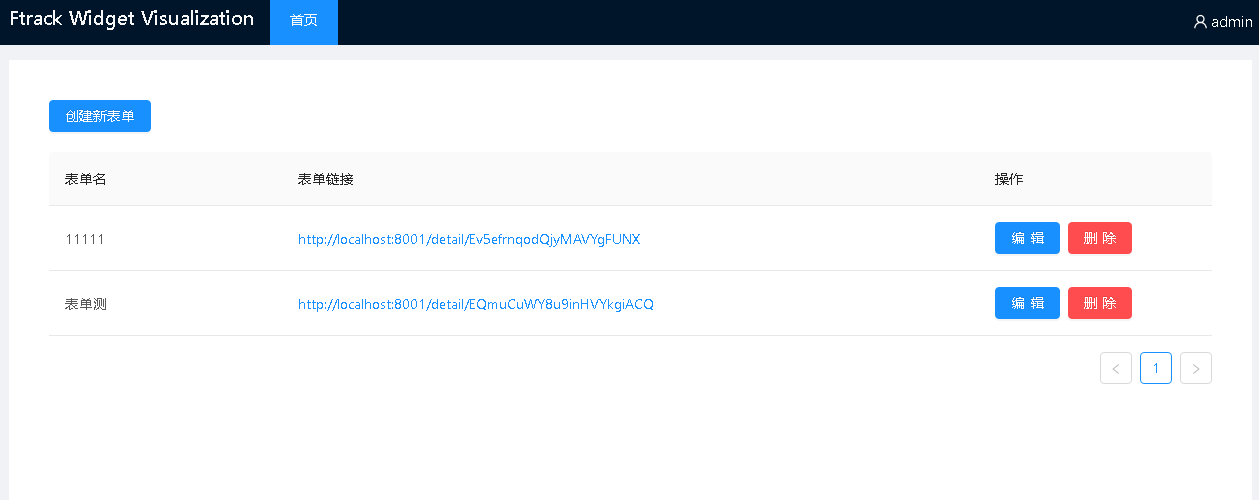 Ftrack Widget Visualization 首页 admin
创建新表单
表单名 表单链接 操作
11111 http://localhost:8001/detail/Ev5efrnqodQjyMAVYgFUNX 编 辑 删 除
表单测 http://localhost:8001/detail/EQmuCuWY8u9inHVYkgiACQ 编 辑 删 除
< 1 >